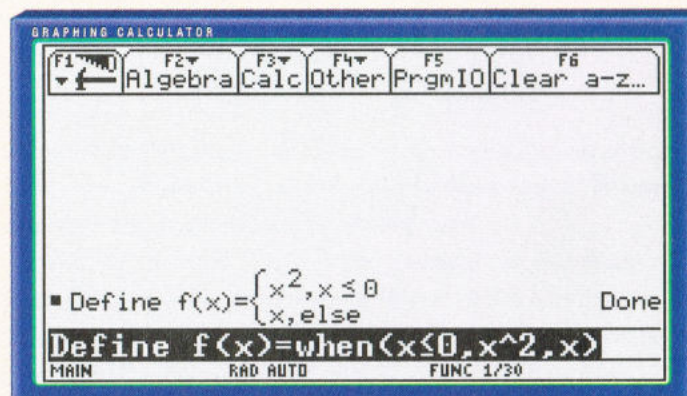 GRAPHING CALCULATOR
F1 F2▾ F3▾ F4▾ F5 F6
Algebra Calc Other PrgmIO Clear a-z…
x²,x≤0
▪Define f(x)={ Done
x,else
Define f(x)=when(x≤0,x^2,x)
MAIN RAD AUTO FUNC 1/30